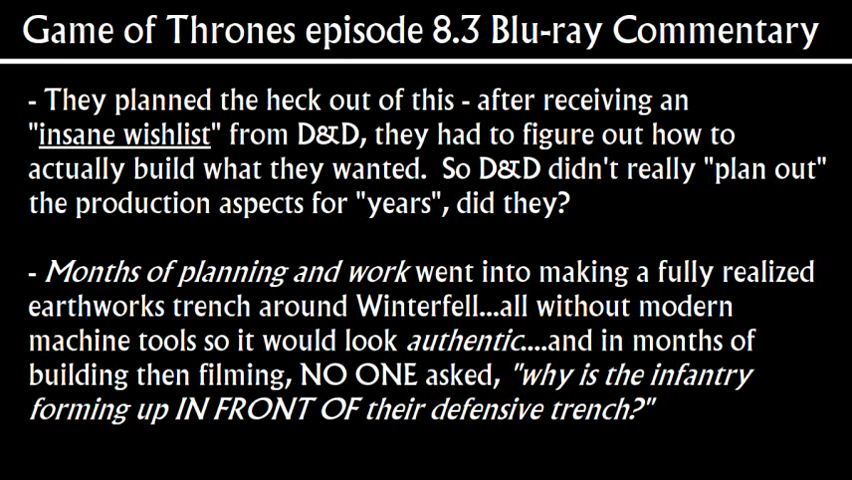 Game of Thrones episode 8.3 Blu-ray Commentary
- They planned the heck out of this - after receiving an
"insane wishlist" from D&D, they had to figure out how to
actually build what they wanted.  So D&D didn't really "plan out"
the production aspects for "years", did they?
- Months of planning and work went into making a fully realized
earthworks trench around Winterfell...all without modern
machine tools so it would look authentic....and in months of
building then filming, NO ONE asked, "why is the infantry
forming up IN FRONT OF their defensive trench?"